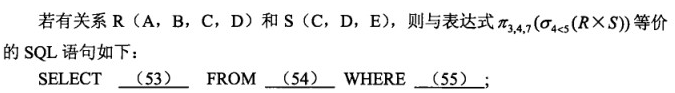 若有关系 R（A，B，C，D）和 S（C，D，E），则与表达式 π3,4,7(σ4<5(R×S)) 等价
的 SQL 语句如下：
SELECT （53） FROM （54） WHERE （55） ;